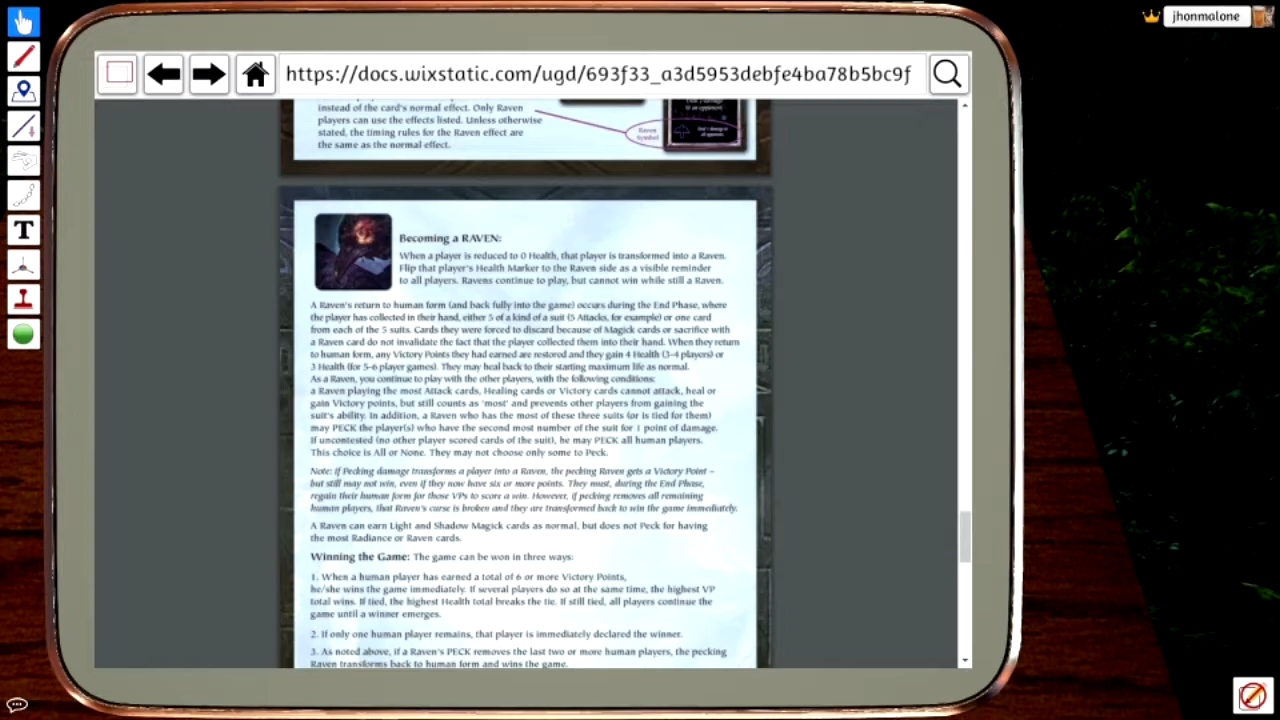 jhonmalone
https://docs.wixstatic.com/ugd/693f33_a3d5953debfe4ba78b5bc9f
instead of the card's normal effect. Only Raven
players can use the effects listed. Unless otherwise
stated, the timing rules for the Raven effect are
the same as the normal effect.
Raven
Symbol
Becoming a RAVEN:
When a player is reduced to 0 Health, that player is transformed into a Raven.
Flip that player's Health Marker to the Raven side as a visible reminder
to all players. Ravens continue to play, but cannot win while still a Raven.
A Raven's return to human form (and back fully into the game) occurs during the End Phase, where
the player has collected in their hand, either 5 of a kind of a suit (5 Attacks, for example) or one card
from each of the 5 suits. Cards they were forced to discard because of Magick cards or sacrifice with
a Raven card do not invalidate the fact that the player collected them into their hand. When they return
to human form, any Victory Points they had earned are restored and they gain 4 Health (3-4 players) or
3 Health (for 5-6 player games). They may heal back to their starting maximum life as normal.
As a Raven, you continue to play with the other players, with the following conditions:
a Raven playing the most Attack cards, Healing cards or Victory cards cannot attack, heal or
gain Victory points, but still counts as 'most' and prevents other players from gaining the
suit's ability. In addition, a Raven who has the most of these three suits (or is tied for them)
may PECK the player(s) who have the second most number of the suit for 1 point of damage.
If uncontested (no other player scored cards of the suit), he may PECK all human players.
This choice is All or None. They may not choose only some to Peck.
Note: if Pecking damage transforms a player into a Raven, the pecking Raven gets a Victory Point –
but still may not win, even if they now have six or more points. They must, during the End Phase,
regain their human form for those VPs to score a win. However, if pecking removes all remaining
human players, that Raven's curse is broken and they are transformed back to win the game immediately.
A Raven can earn Light and Shadow Magick cards as normal, but does not Peck for having
the most Radiance or Raven cards.
Winning the Game: The game can be won in three ways:
1. When a human player has earned a total of 6 or more Victory Points,
he/she wins the game immediately. If several players do so at the same time, the highest VP
total wins. If tied, the highest Health total breaks the tie. If still tied, all players continue the
game until a winner emerges.
2. If only one human player remains, that player is immediately declared the winner.
3. As noted above, if a Raven's PECK removes the last two or more human players, the pecking
Raven transforms back to human form and wins the game.